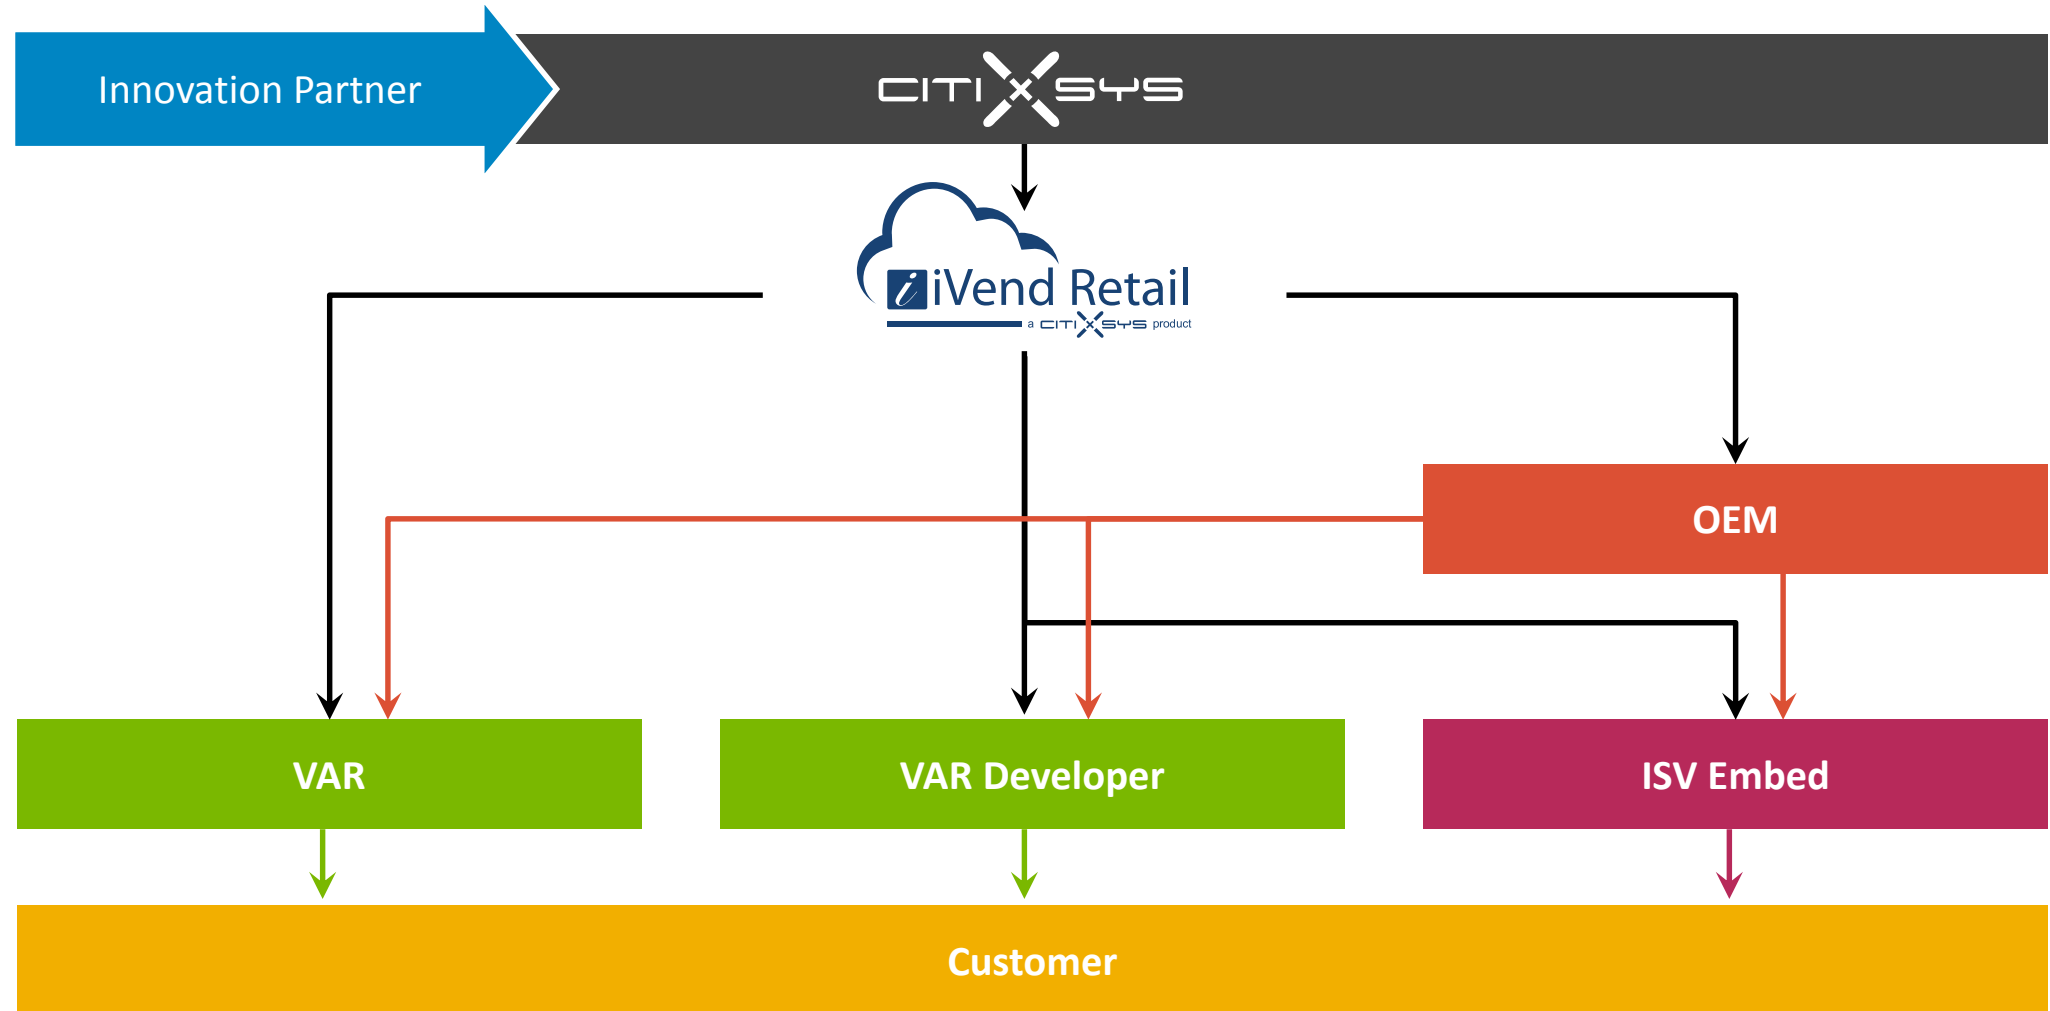 Innovation Partner
CITIXSYS
i iVend Retail
a CITIXSYS product
OEM
VAR
VAR Developer
ISV Embed
Customer